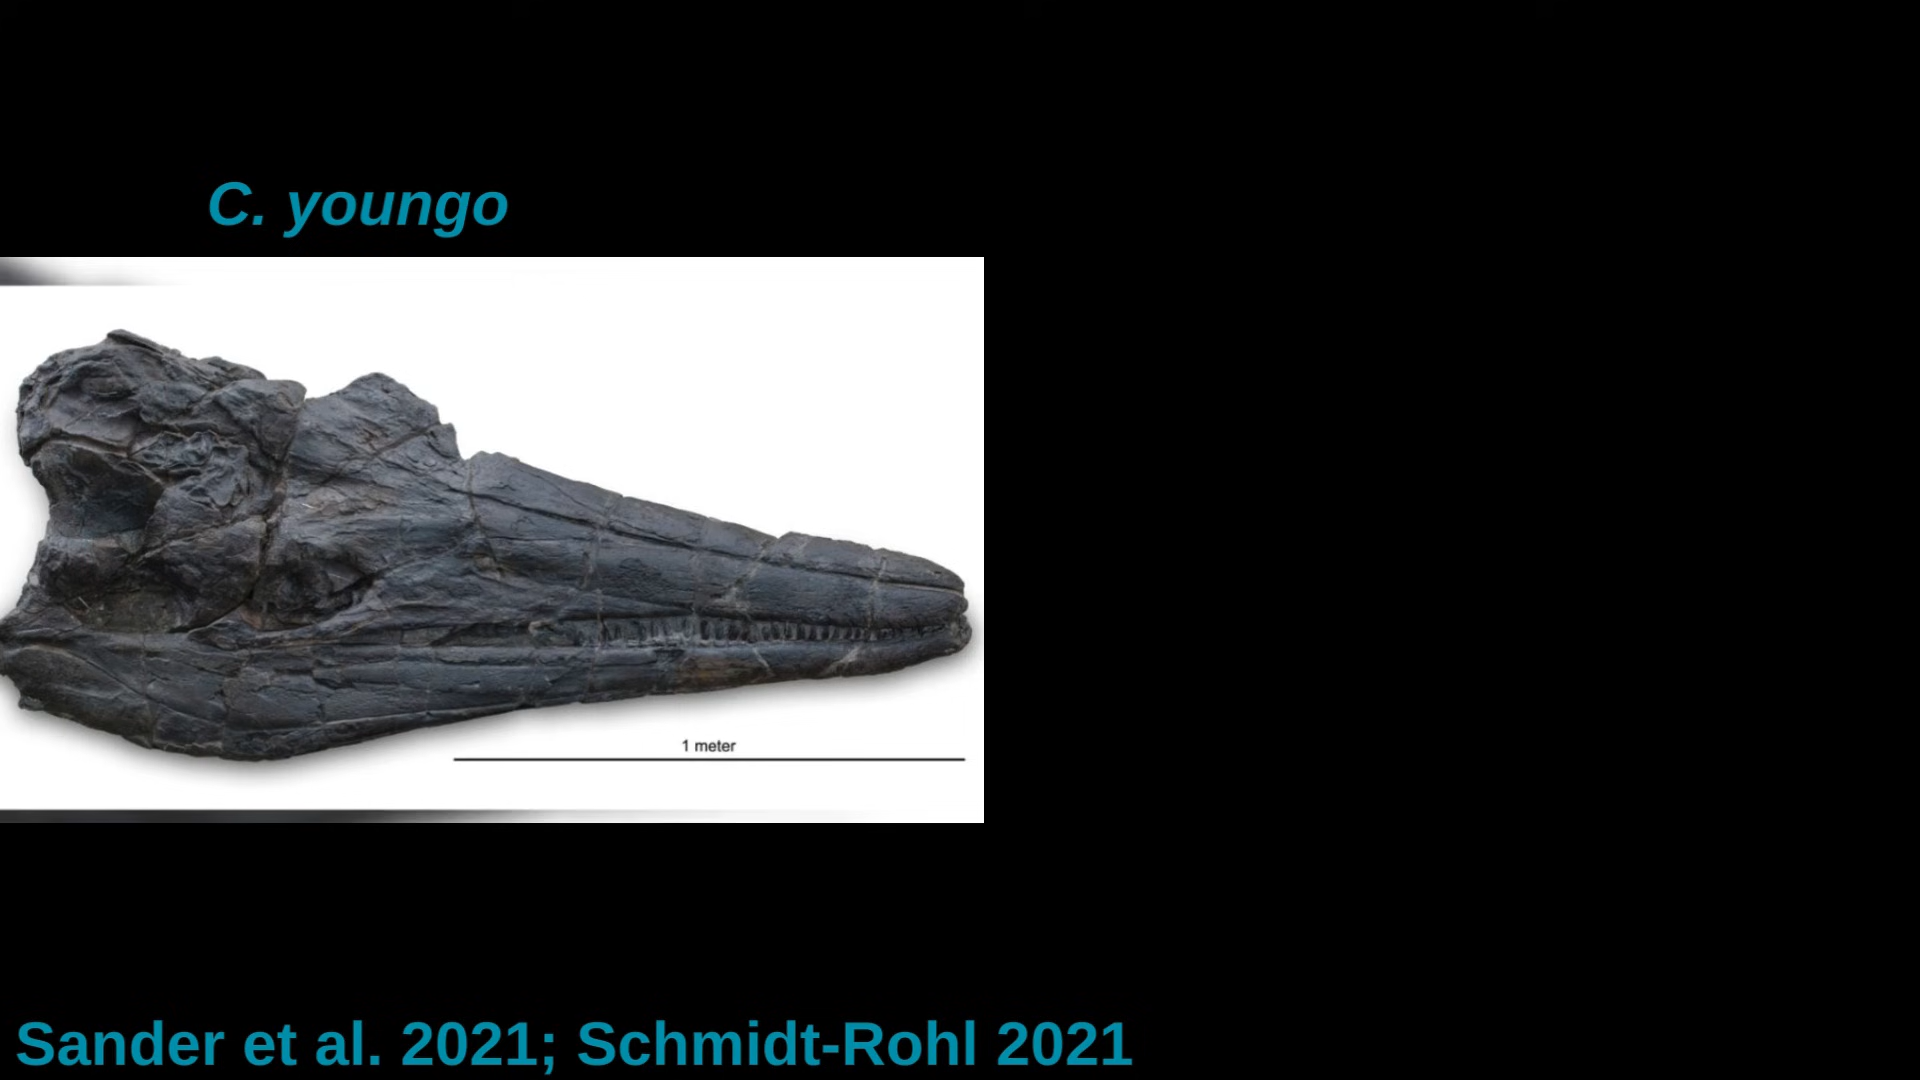 C. youngo
1 meter
Sander et al. 2021; Schmidt-Rohl 2021